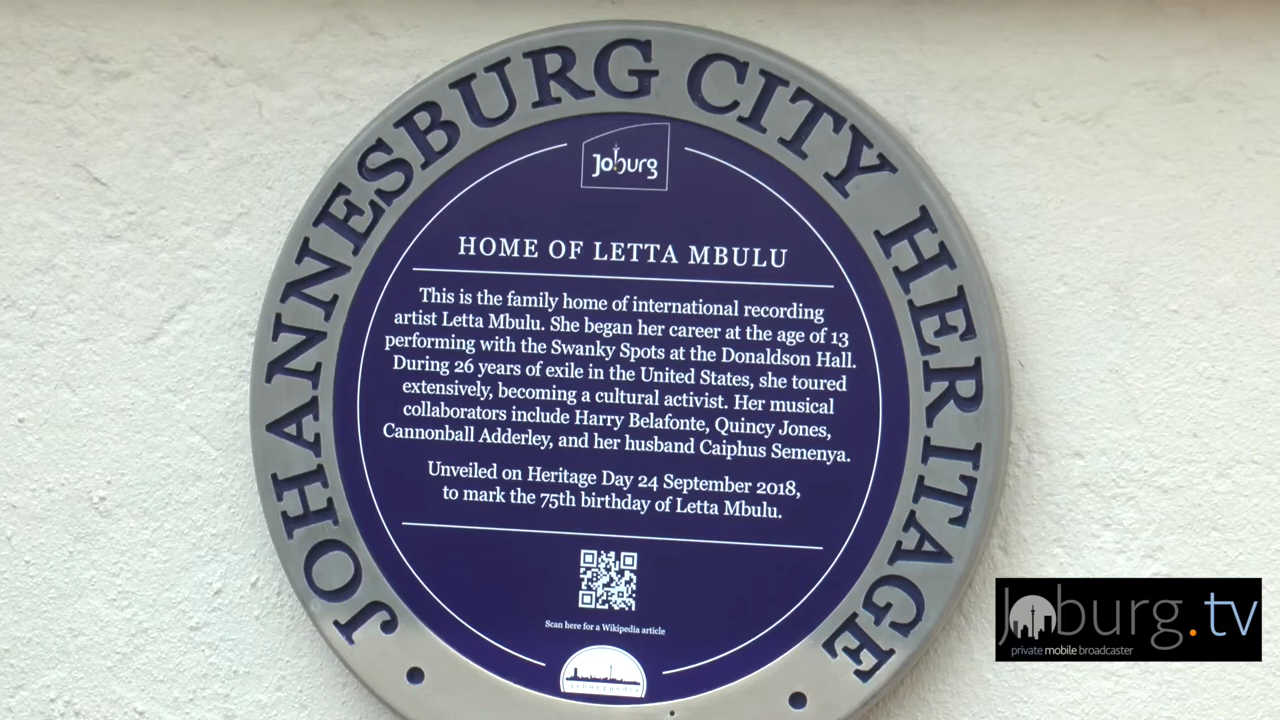 JOHANNESBURG CITY HERITAGE
Joburg
HOME OF LETTA MBULU
This is the family home of international recording
artist Letta Mbulu. She began her career at the age of 13
performing with the Swanky Spots at the Donaldson Hall.
During 26 years of exile in the United States, she toured
extensively, becoming a cultural activist. Her musical
collaborators include Harry Belafonte, Quincy Jones,
Cannonball Adderley, and her husband Caiphus Semenya.
Unveiled on Heritage Day 24 September 2018,
to mark the 75th birthday of Letta Mbulu.
Scan here for a Wikipedia article
joburgpedia
Joburg.tv
private mobile broadcaster